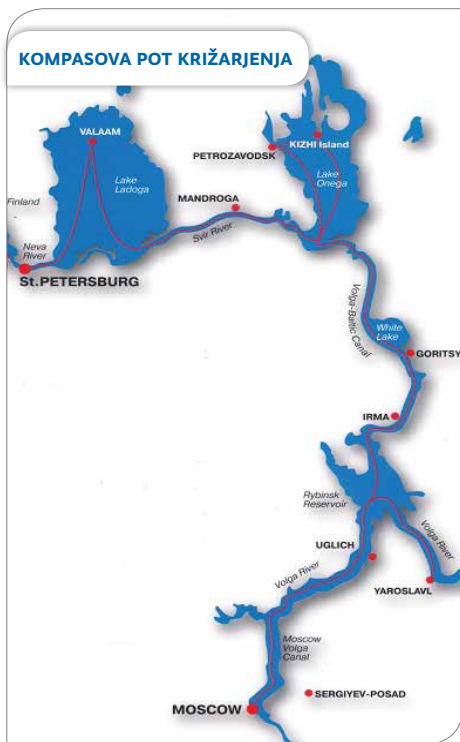 KOMPASOVA POT KRIŽARJENJA
VALAAM
KIZHI Island
PETROZAVODSK
Lake
Ladoga
Lake
Onega
MANDROGA
Finland
Svir River
Neva
River
St.PETERSBURG
Volga-Baltic Canal
White
Lake
GORITSY
IRMA
Rybinsk
Reservoir
Volga River
UGLICH
Volga River
YAROSLAVL
Moscow
Volga
Canal
SERGIYEV-POSAD
MOSCOW